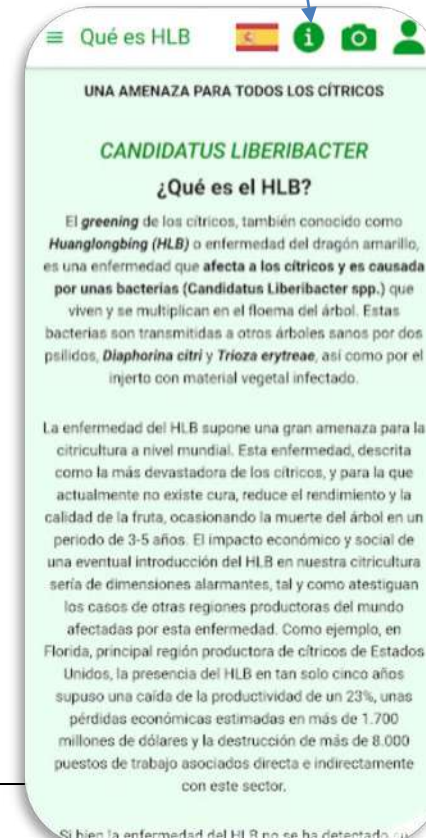 Qué es HLB
UNA AMENAZA PARA TODOS LOS CÍTRICOS
CANDIDATUS LIBERIBACTER
¿Qué es el HLB?
El greening de los cítricos, también conocido como
Huanglongbing (HLB) o enfermedad del dragón amarillo,
es una enfermedad que afecta a los cítricos y es causada
por unas bacterias (Candidatus Liberibacter spp.) que
viven y se multiplican en el floema del árbol. Estas
bacterias son transmitidas a otros árboles sanos por dos
psílidos, Diaphorina citri y Trioza erytreae, así como por el
injerto con material vegetal infectado.
La enfermedad del HLB supone una gran amenaza para la
citricultura a nivel mundial. Esta enfermedad, descrita
como la más devastadora de los cítricos, y para la que
actualmente no existe cura, reduce el rendimiento y la
calidad de la fruta, ocasionando la muerte del árbol en un
periodo de 3-5 años. El impacto económico y social de
una eventual introducción del HLB en nuestra citricultura
sería de dimensiones alarmantes, tal y como atestiguan
los casos de otras regiones productoras del mundo
afectadas por esta enfermedad. Como ejemplo, en
Florida, principal región productora de cítricos de Estados
Unidos, la presencia del HLB en tan solo cinco años
supuso una caída de la productividad de un 23%, unas
pérdidas económicas estimadas en más de 1.700
millones de dólares y la destrucción de más de 8.000
puestos de trabajo asociados directa e indirectamente
con este sector.
Si bien la enfermedad del HLB no se ha detectado